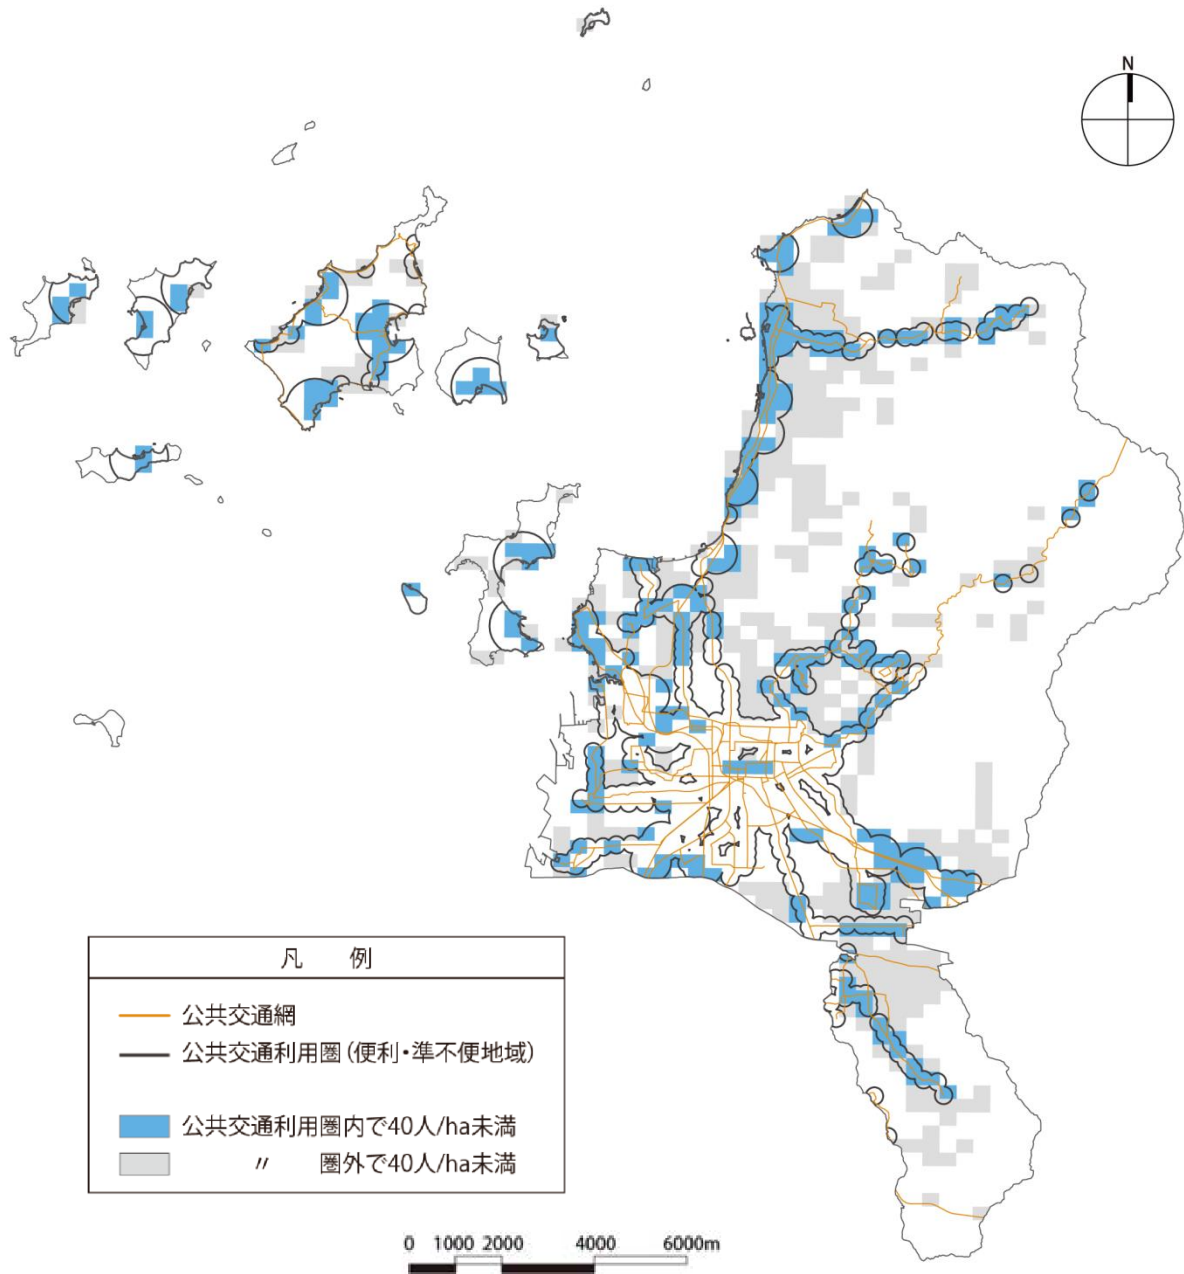 N
凡 例
公共交通網
公共交通利用圏(便利・準不便地域)
公共交通利用圏内で40人/ha未満
〃 圏外で40人/ha未満
0 1000 2000 4000 6000m